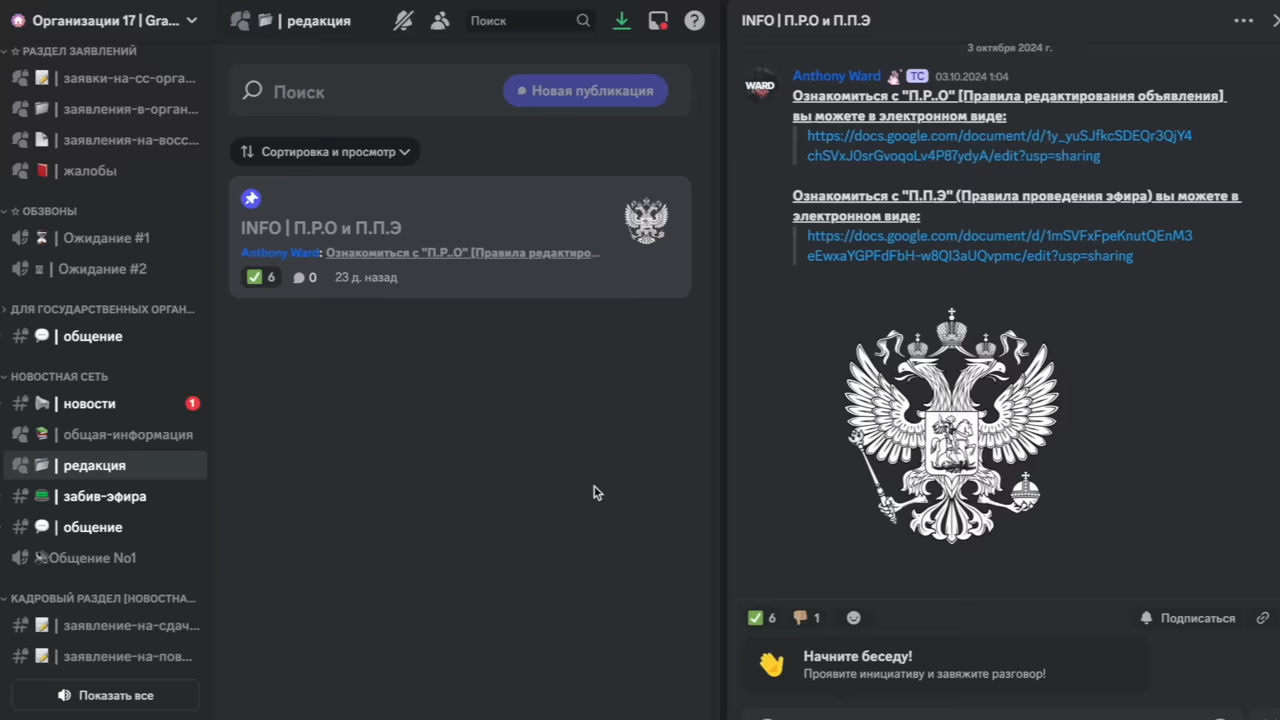 Организации 17 | Gra...
РАЗДЕЛ ЗАЯВЛЕНИЙ
| заявки-на-сс-орга...
| заявления-в-орган...
| заявления-на-восс...
| жалобы
ОБЗВОНЫ
| Ожидание #1
| Ожидание #2
ДЛЯ ГОСУДАРСТВЕННЫХ ОРГАН...
| общение
НОВОСТНАЯ СЕТЬ
| новости 1
| общая-информация
| редакция
| забив-эфира
| общение
Общение No1
КАДРОВЫЙ РАЗДЕЛ [НОВОСТНА...
| заявление-на-сдач...
| заявление-на-пов...
Показать все
| редакция
Поиск
Поиск
Новая публикация
Сортировка и просмотр
INFO | П.Р.О и П.П.Э
Anthony Ward: Ознакомиться с "П.Р..О" [Правила редактиро...
6 0 23 д. назад
INFO | П.Р.О и П.П.Э
3 октября 2024 г.
WARD
Anthony Ward TC 03.10.2024 1:04
Ознакомиться с "П.Р..О" [Правила редактирования объявления]
вы можете в электронном виде:
https://docs.google.com/document/d/1y_yuSJfkcSDEQr3QjY4
chSVxJ0srGvoqoLv4P87ydyA/edit?usp=sharing
Ознакомиться с "П.П.Э" (Правила проведения эфира) вы можете в
электронном виде:
https://docs.google.com/document/d/1mSVFxFpeKnutQEnM3
eEwxaYGPFdFbH-w8QI3aUQvpmc/edit?usp=sharing
6 1
Подписаться
Начните беседу!
Проявите инициативу и завяжите разговор!